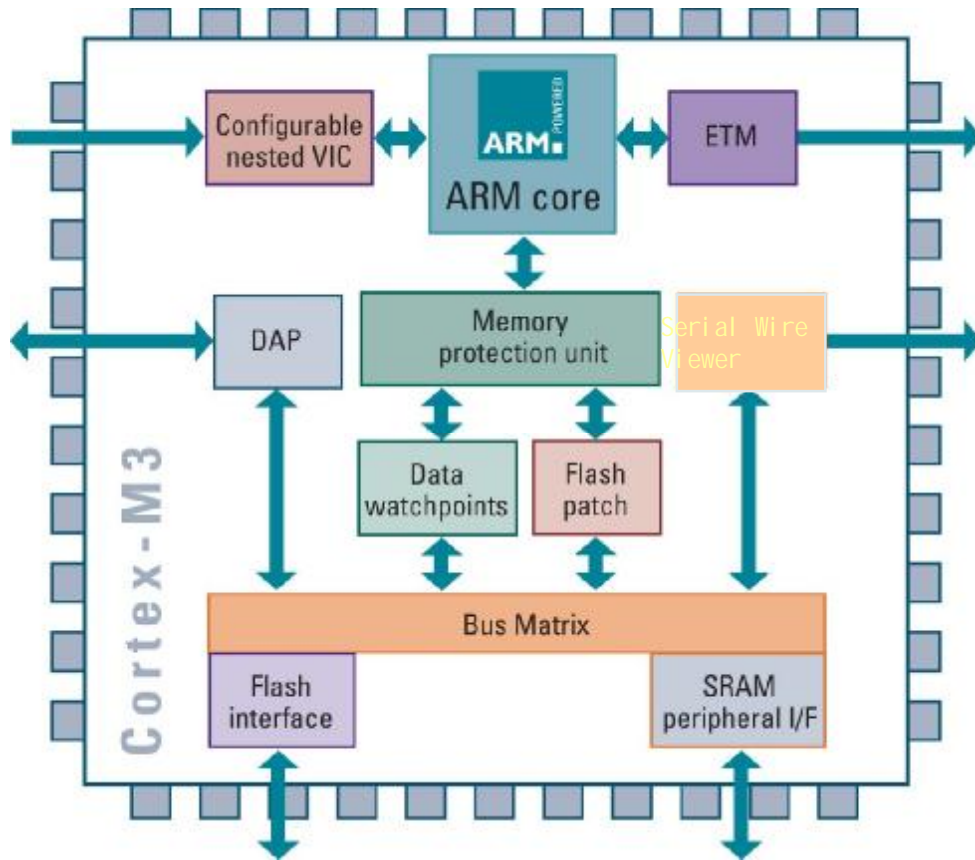 Configurable
nested VIC
ARM
POWERED
ARM core
ETM
DAP
Memory
protection unit
Serial Wire
Viewer
Data
watchpoints
Flash
patch
Cortex-M3
Bus Matrix
Flash
interface
SRAM
peripheral I/F